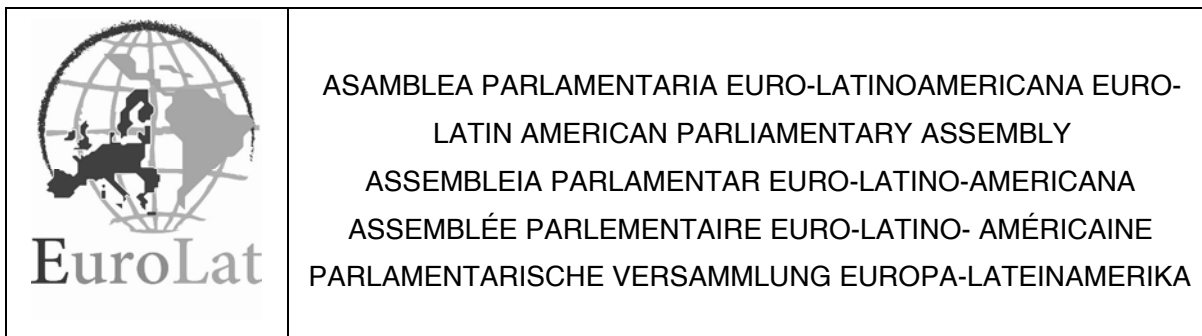 EuroLat
ASAMBLEA PARLAMENTARIA EURO-LATINOAMERICANA EURO-
LATIN AMERICAN PARLIAMENTARY ASSEMBLY
ASSEMBLEIA PARLAMENTAR EURO-LATINO-AMERICANA
ASSEMBLÉE PARLEMENTAIRE EURO-LATINO- AMÉRICAINE
PARLAMENTARISCHE VERSAMMLUNG EUROPA-LATEINAMERIKA